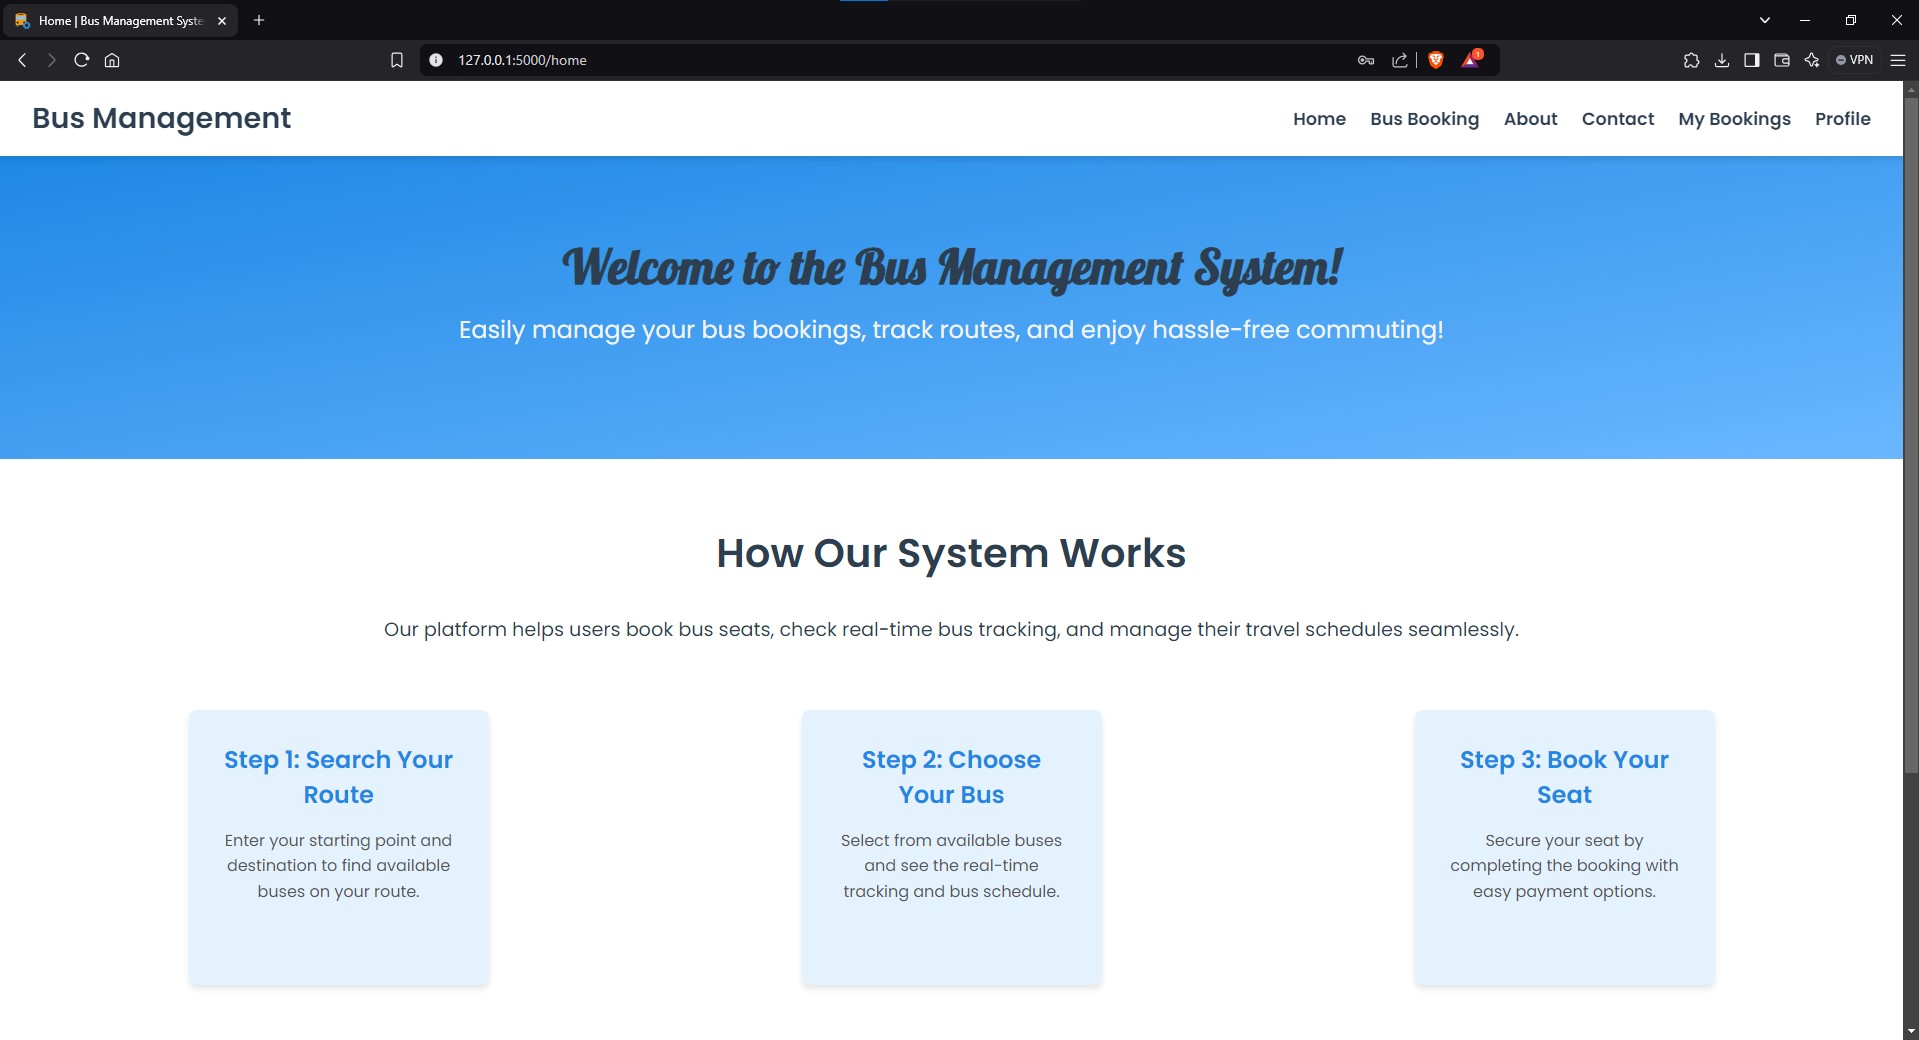 Home | Bus Management Syste
127.0.0.1:5000/home
1
VPN
Bus Management
Home Bus Booking About Contact My Bookings Profile
Welcome to the Bus Management System!
Easily manage your bus bookings, track routes, and enjoy hassle-free commuting!
How Our System Works
Our platform helps users book bus seats, check real-time bus tracking, and manage their travel schedules seamlessly.
Step 1: Search Your
Route
Enter your starting point and
destination to find available
buses on your route.
Step 2: Choose
Your Bus
Select from available buses
and see the real-time
tracking and bus schedule.
Step 3: Book Your
Seat
Secure your seat by
completing the booking with
easy payment options.